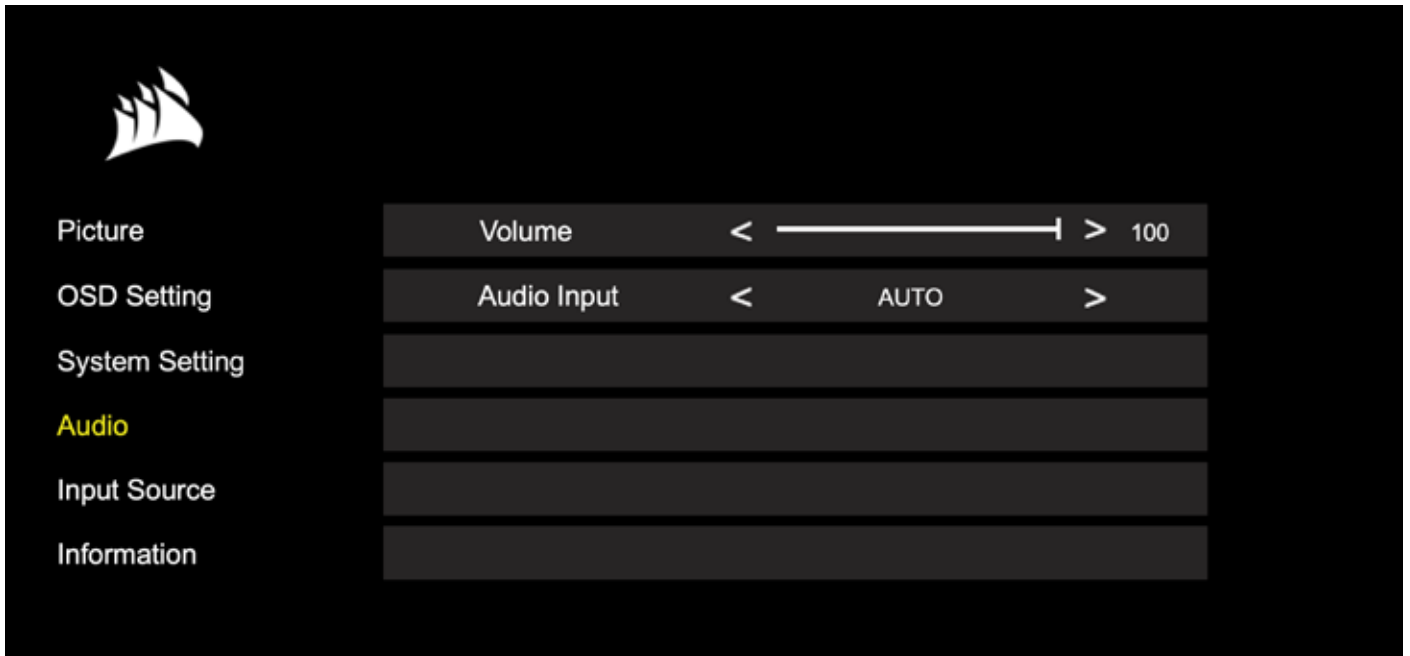 Picture
Volume < > 100
OSD Setting
Audio Input < AUTO >
System Setting
Audio
Input Source
Information